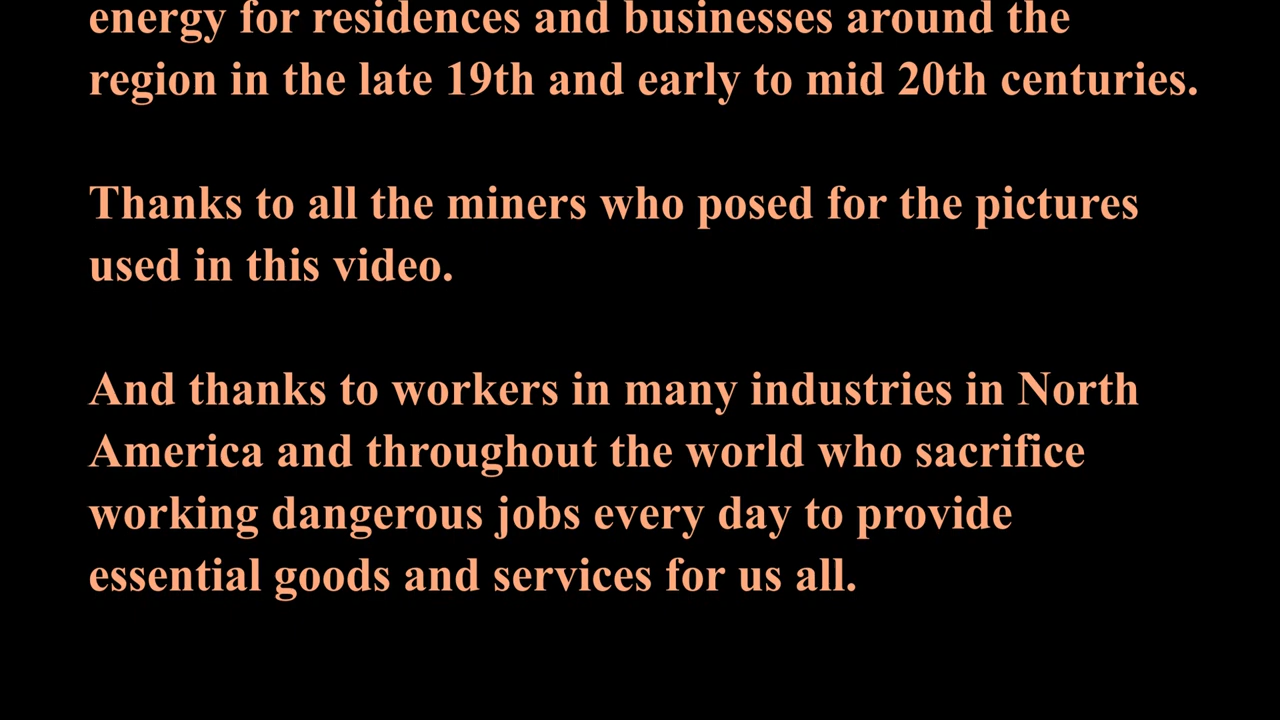 energy for residences and businesses around the
region in the late 19th and early to mid 20th centuries.
Thanks to all the miners who posed for the pictures
used in this video.
And thanks to workers in many industries in North
America and throughout the world who sacrifice
working dangerous jobs every day to provide
essential goods and services for us all.